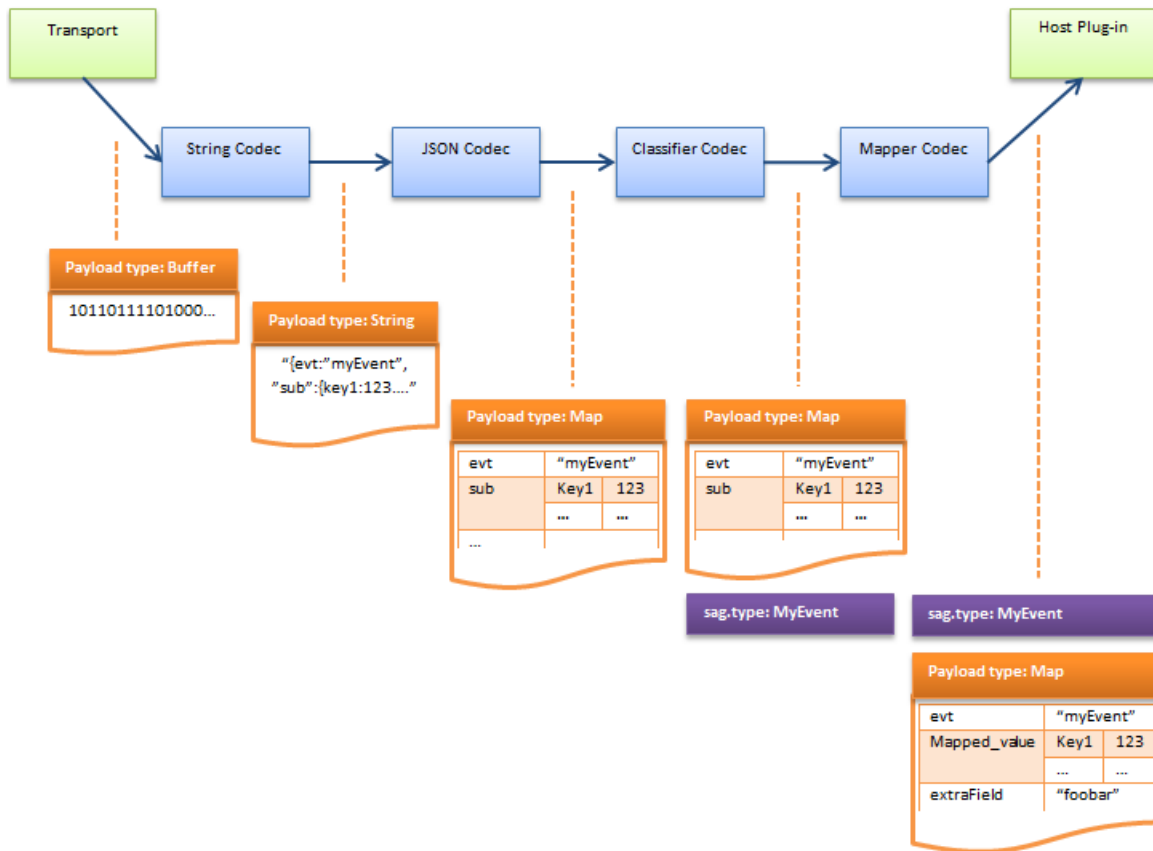 Transport
Host Plug-in
String Codec
JSON Codec
Classifier Codec
Mapper Codec
Payload type: Buffer
10110111101000...
Payload type: String
“{evt:”myEvent”,
”sub”:{key1:123....”
Payload type: Map
evt “myEvent”
sub Key1 123
... ...
...
Payload type: Map
evt “myEvent”
sub Key1 123
... ...
sag.type: MyEvent
sag.type: MyEvent
Payload type: Map
evt “myEvent”
Mapped_value Key1 123
... ...
extraField “foobar”